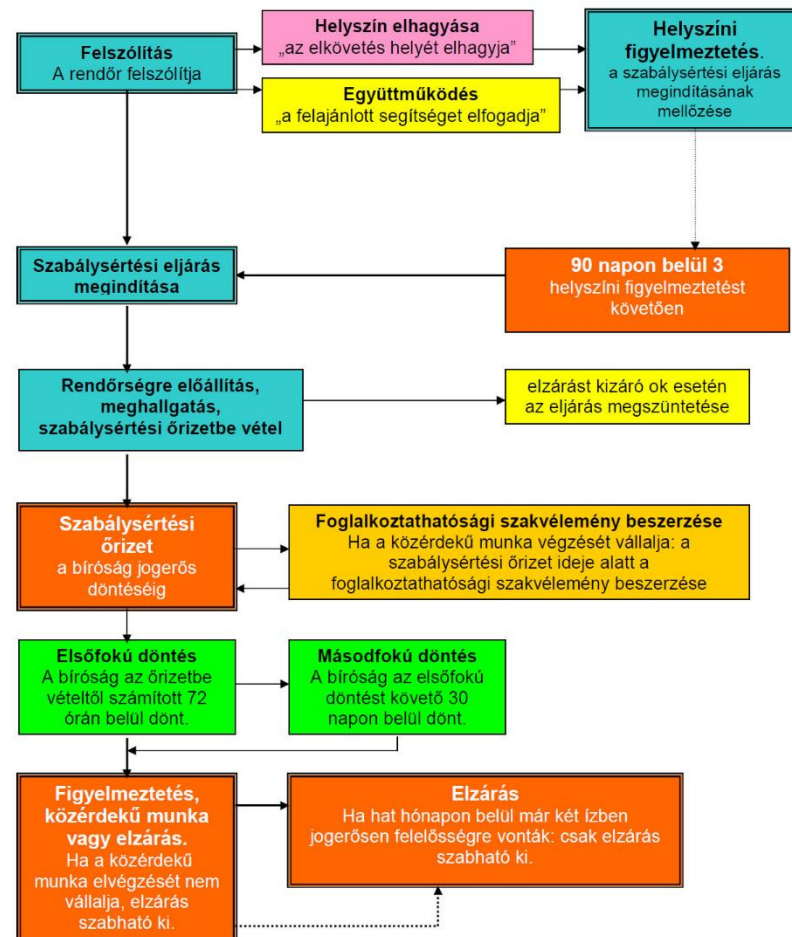 Felszólítás
A rendőr felszólítja
Helyszín elhagyása
„az elkövetés helyét elhagyja”
Együttműködés
„a felajánlott segítséget elfogadja”
Helyszíni
figyelmeztetés.
a szabálysértési eljárás
megindításának
mellőzése
Szabálysértési eljárás
megindítása
90 napon belül 3
helyszíni figyelmeztetést
követően
Rendőrségre előállítás,
meghallgatás,
szabálysértési őrizetbe vétel
elzárást kizáró ok esetén
az eljárás megszüntetése
Szabálysértési
őrizet
a bíróság jogerős
döntéséig
Foglalkoztathatósági szakvélemény beszerzése
Ha a közérdekű munka végzését vállalja: a
szabálysértési őrizet ideje alatt a
foglalkoztathatósági szakvélemény beszerzése
Elsőfokú döntés
A bíróság az őrizetbe
vételtől számított 72
órán belül dönt.
Másodfokú döntés
A bíróság az elsőfokú
döntést követő 30
napon belül dönt.
Figyelmeztetés,
közérdekű munka
vagy elzárás.
Ha a közérdekű
munka elvégzését nem
vállalja, elzárás
szabható ki.
Elzárás
Ha hat hónapon belül már két ízben
jogerősen felelősségre vonták: csak elzárás
szabható ki.